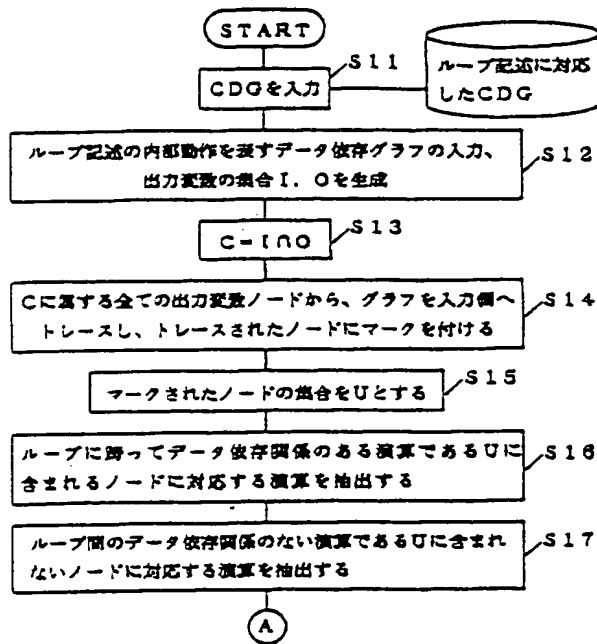 START
S11
CDGを入力
ループ記述に対応
したCDG
ループ記述の内部動作を表すデータ依存グラフの入力、
出力変数の集合I．Oを生成
S12
C＝I∩O
S13
Cに属する全ての出力変数ノードから、グラフを入力側へ
トレースし、トレースされたノードにマークを付ける
S14
マークされたノードの集合をUとする
S15
ループに跨ってデータ依存関係のある演算であるUに
含まれるノードに対応する演算を抽出する
S16
ループ間のデータ依存関係のない演算であるUに含まれ
ないノードに対応する演算を抽出する
S17
A